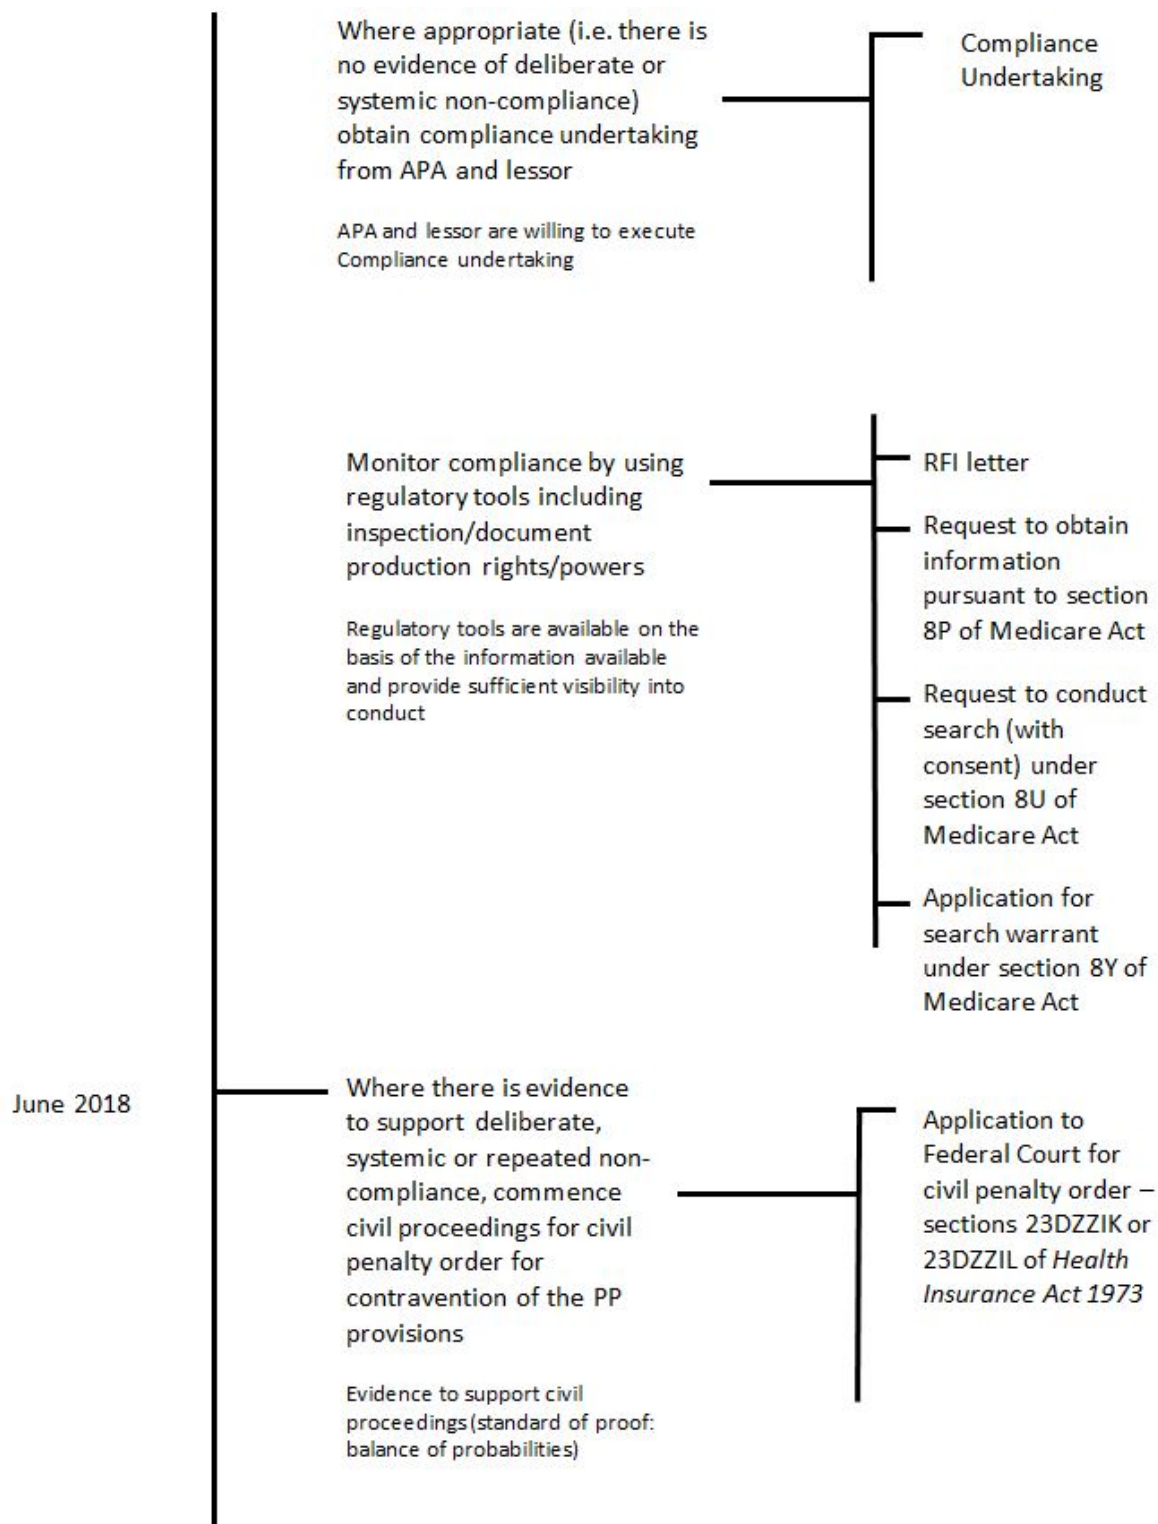 Where appropriate (i.e. there is
no evidence of deliberate or
systemic non-compliance)
obtain compliance undertaking
from APA and lessor
APA and lessor are willing to execute
Compliance undertaking
Compliance
Undertaking
Monitor compliance by using
regulatory tools including
inspection/document
production rights/powers
Regulatory tools are available on the
basis of the information available
and provide sufficient visibility into
conduct
RFI letter
Request to obtain
information
pursuant to section
8P of Medicare Act
Request to conduct
search (with
consent) under
section 8U of
Medicare Act
Application for
search warrant
under section 8Y of
Medicare Act
June 2018
Where there is evidence
to support deliberate,
systemic or repeated non-
compliance, commence
civil proceedings for civil
penalty order for
contravention of the PP
provisions
Evidence to support civil
proceedings (standard of proof:
balance of probabilities)
Application to
Federal Court for
civil penalty order –
sections 23DZZIK or
23DZZIL of Health
Insurance Act 1973